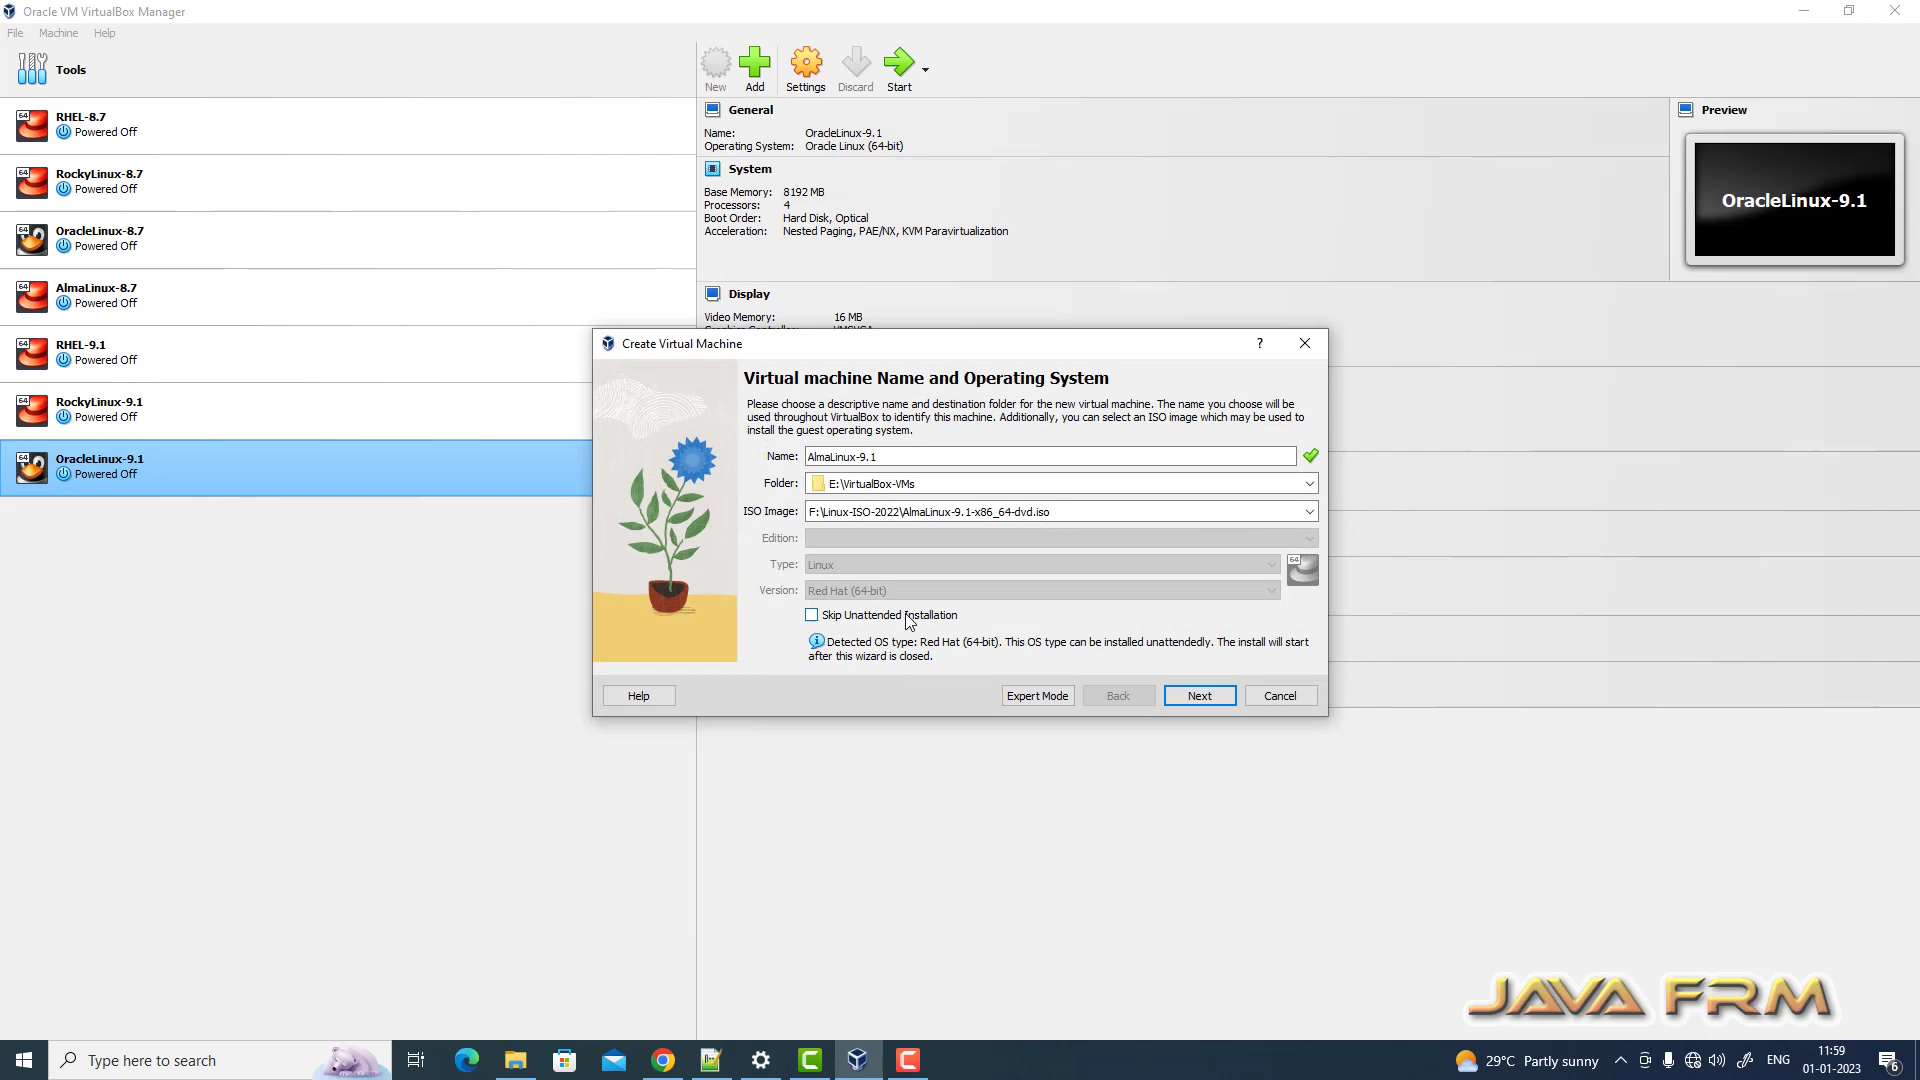 Oracle VM VirtualBox Manager
File Machine Help
Tools
New Add Settings Discard Start
64 RHEL-8.7
Powered Off
64 RockyLinux-8.7
Powered Off
64 OracleLinux-8.7
Powered Off
64 AlmaLinux-8.7
Powered Off
64 RHEL-9.1
Powered Off
64 RockyLinux-9.1
Powered Off
64 OracleLinux-9.1
Powered Off
General
Name: OracleLinux-9.1
Operating System: Oracle Linux (64-bit)
System
Base Memory: 8192 MB
Processors: 4
Boot Order: Hard Disk, Optical
Acceleration: Nested Paging, PAE/NX, KVM Paravirtualization
Display
Video Memory: 16 MB
Preview
OracleLinux-9.1
Create Virtual Machine ?
Virtual machine Name and Operating System
Please choose a descriptive name and destination folder for the new virtual machine. The name you choose will be
used throughout VirtualBox to identify this machine. Additionally, you can select an ISO image which may be used to
install the guest operating system.
Name: AlmaLinux-9.1
Folder: E:\VirtualBox-VMs
ISO Image: F:\Linux-ISO-2022\AlmaLinux-9.1-x86_64-dvd.iso
Edition:
Type: Linux 64
Version: Red Hat (64-bit)
Skip Unattended Installation
Detected OS type: Red Hat (64-bit). This OS type can be installed unattendedly. The install will start
after this wizard is closed.
Help Expert Mode Back Next Cancel
JAVA FRM
Type here to search
29°C Partly sunny ENG 11:59
01-01-2023 6